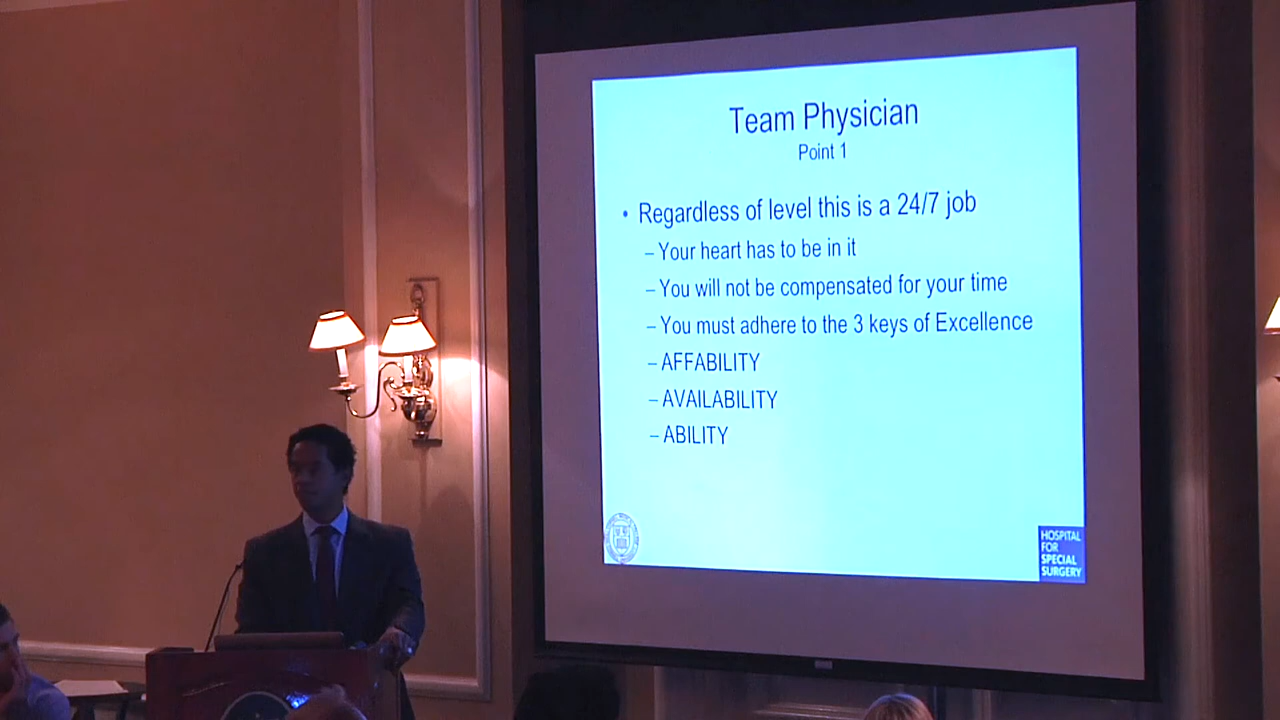 Team Physician
Point 1
• Regardless of level this is a 24/7 job
– Your heart has to be in it
– You will not be compensated for your time
– You must adhere to the 3 keys of Excellence
– AFFABILITY
– AVAILABILITY
– ABILITY
HOSPITAL
FOR
SPECIAL
SURGERY